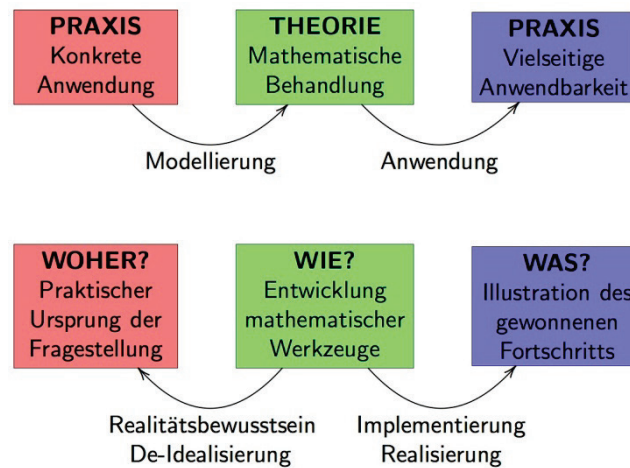 PRAXIS
Konkrete
Anwendung
THEORIE
Mathematische
Behandlung
PRAXIS
Vielseitige
Anwendbarkeit
Modellierung
Anwendung
WOHER?
Praktischer
Ursprung der
Fragestellung
WIE?
Entwicklung
mathematischer
Werkzeuge
WAS?
Illustration des
gewonnenen
Fortschritts
Realitätsbewusstsein
De-Idealisierung
Implementierung
Realisierung